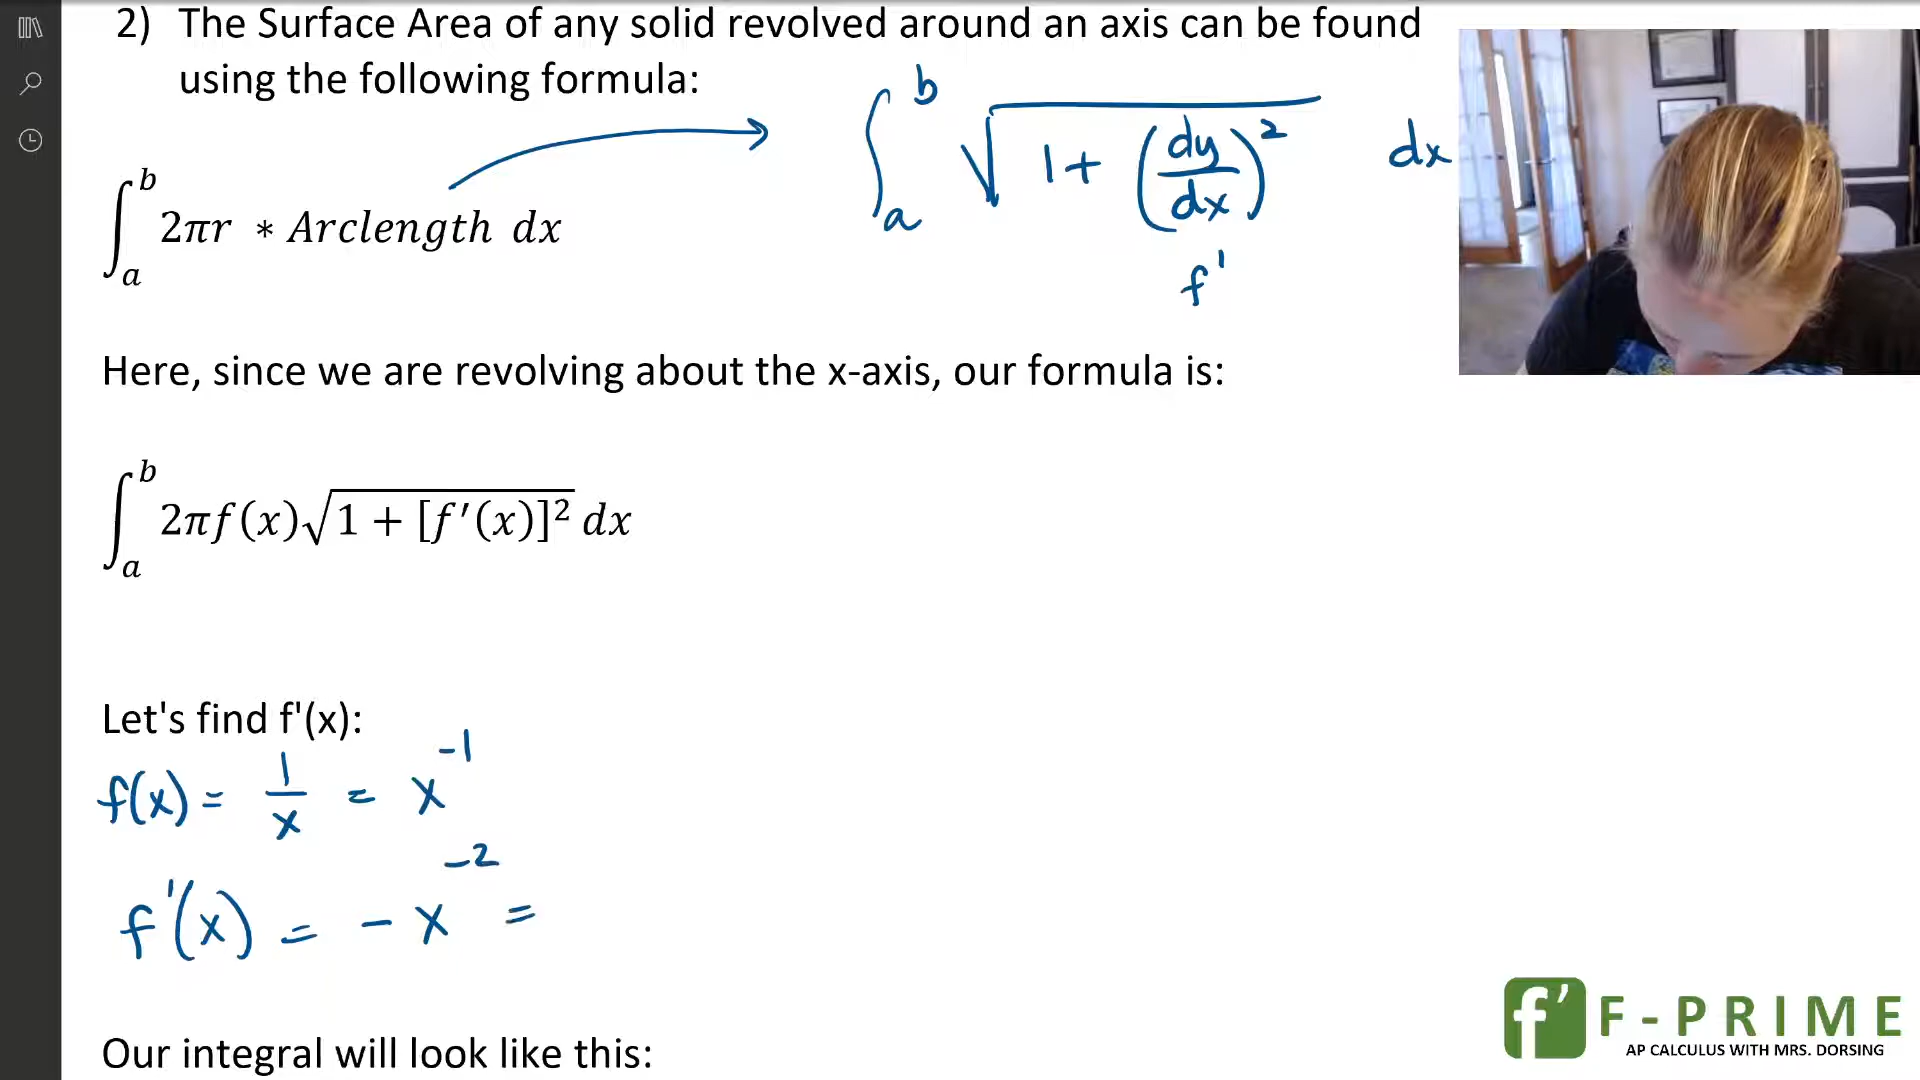 2) The Surface Area of any solid revolved around an axis can be found
using the following formula:
∫_a^b 2πr * Arclength dx
∫_a^b √(1 + (dy/dx)^2) dx
f'
Here, since we are revolving about the x-axis, our formula is:
∫_a^b 2πf(x)√(1 + [f'(x)]^2) dx
Let's find f'(x):
f(x) = 1/x = x^-1
f'(x) = - x^-2 =
Our integral will look like this:
f' F-PRIME
AP CALCULUS WITH MRS. DORSING